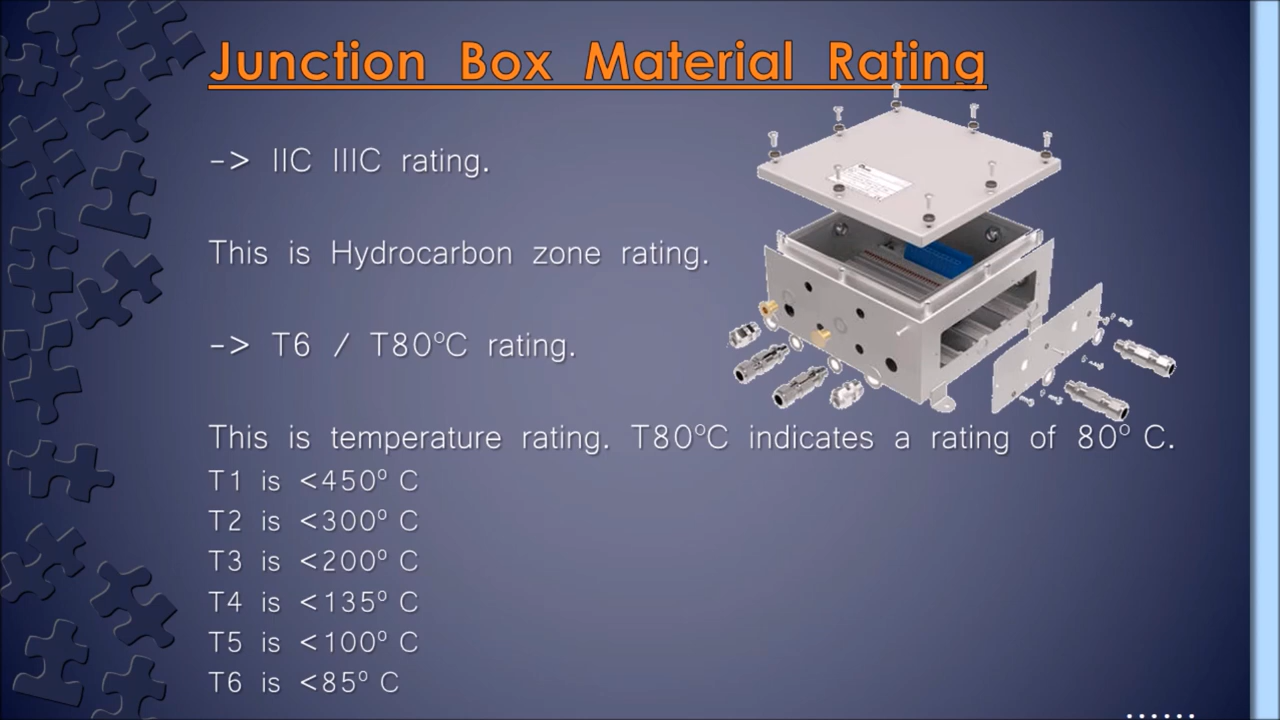 Junction Box Material Rating
-> IIC IIIC rating.
This is Hydrocarbon zone rating.
-> T6 / T80ºC rating.
This is temperature rating. T80ºC indicates a rating of 80º C.
T1 is <450º C
T2 is <300º C
T3 is <200º C
T4 is <135º C
T5 is <100º C
T6 is <85º C
......